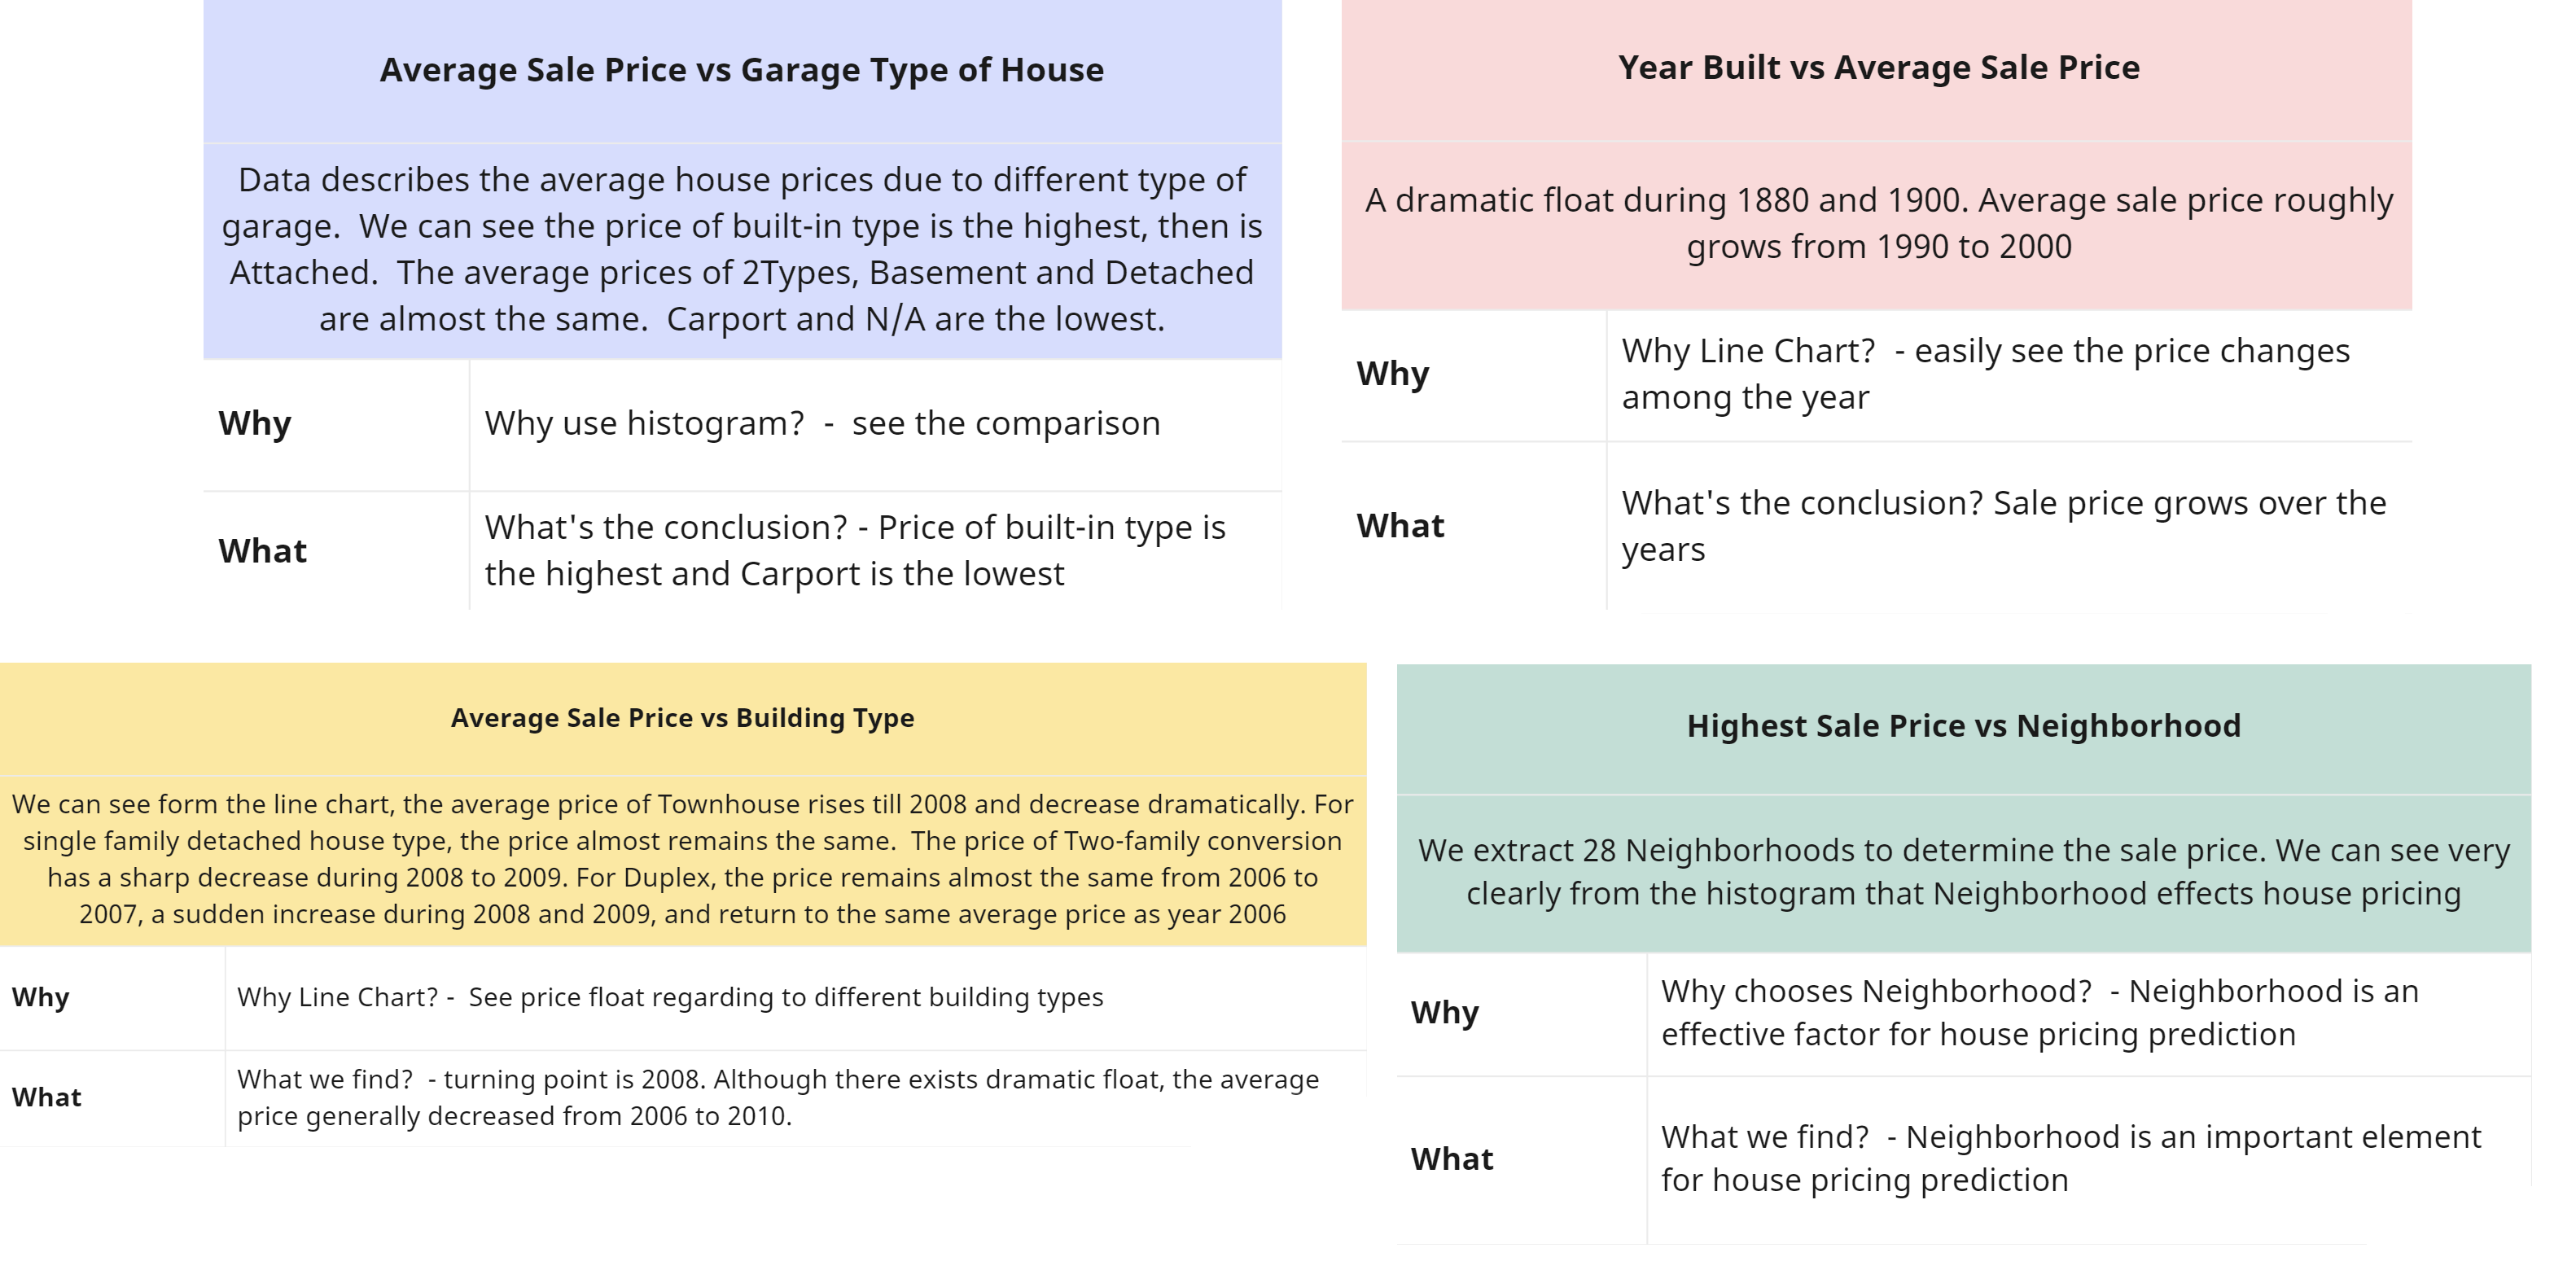 Average Sale Price vs Garage Type of House
Data describes the average house prices due to different type of
garage.  We can see the price of built-in type is the highest, then is
Attached.  The average prices of 2Types, Basement and Detached
are almost the same.  Carport and N/A are the lowest.
Why
Why use histogram?  -  see the comparison
What
What's the conclusion? - Price of built-in type is
the highest and Carport is the lowest
Year Built vs Average Sale Price
A dramatic float during 1880 and 1900. Average sale price roughly
grows from 1990 to 2000
Why
Why Line Chart?  - easily see the price changes
among the year
What
What's the conclusion? Sale price grows over the
years
Average Sale Price vs Building Type
We can see form the line chart, the average price of Townhouse rises till 2008 and decrease dramatically. For
single family detached house type, the price almost remains the same.  The price of Two-family conversion
has a sharp decrease during 2008 to 2009. For Duplex, the price remains almost the same from 2006 to
2007, a sudden increase during 2008 and 2009, and return to the same average price as year 2006
Why
Why Line Chart? -  See price float regarding to different building types
What
What we find?  - turning point is 2008. Although there exists dramatic float, the average
price generally decreased from 2006 to 2010.
Highest Sale Price vs Neighborhood
We extract 28 Neighborhoods to determine the sale price. We can see very
clearly from the histogram that Neighborhood effects house pricing
Why
Why chooses Neighborhood?  - Neighborhood is an
effective factor for house pricing prediction
What
What we find?  - Neighborhood is an important element
for house pricing prediction